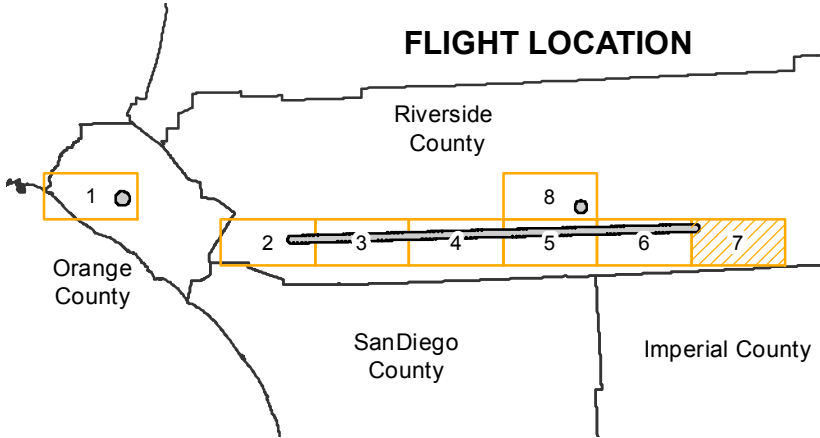 FLIGHT LOCATION
Riverside
County
1
8
2
3
4
5
6
7
Orange
County
SanDiego
County
Imperial County